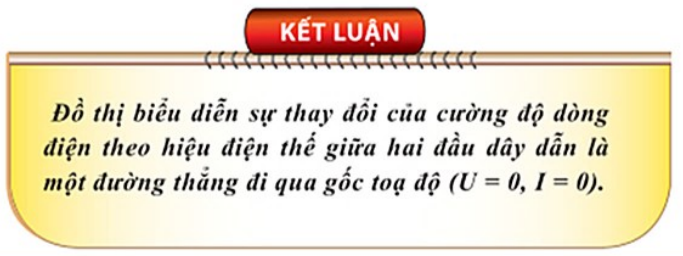 KẾT LUẬN
Đồ thị biểu diễn sự thay đổi của cường độ dòng
điện theo hiệu điện thế giữa hai đầu dây dẫn là
một đường thẳng đi qua gốc toạ độ (U = 0, I = 0).